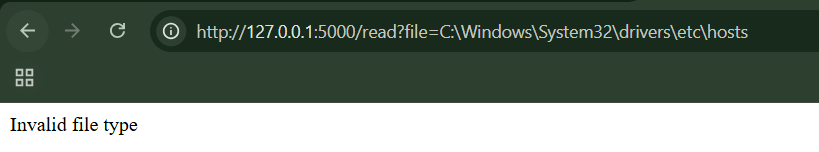 http://127.0.0.1:5000/read?file=C:\Windows\System32\drivers\etc\hosts
Invalid file type